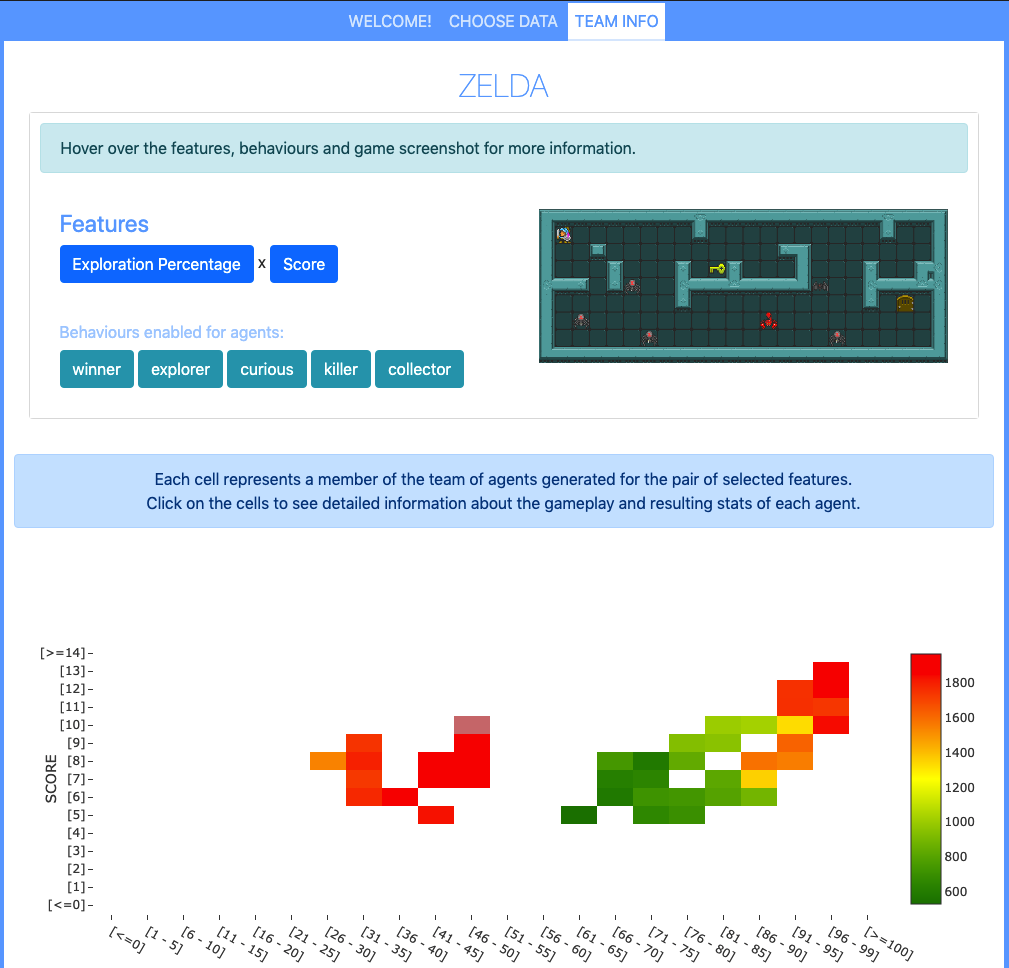 WELCOME! CHOOSE DATA TEAM INFO
ZELDA
Hover over the features, behaviours and game screenshot for more information.
Features
Exploration Percentage x Score
Behaviours enabled for agents:
winner explorer curious killer collector
Each cell represents a member of the team of agents generated for the pair of selected features.
Click on the cells to see detailed information about the gameplay and resulting stats of each agent.
[>=14]
[13]
[12]
[11]
[10]
[9]
[8]
[7]
[6]
[5]
[4]
[3]
[2]
[1]
[<=0]
SCORE
1800
1600
1400
1200
1000
800
600
[<=0]
[1 - 5]
[6 - 10]
[11 - 15]
[16 - 20]
[21 - 25]
[26 - 30]
[31 - 35]
[36 - 40]
[41 - 45]
[46 - 50]
[51 - 55]
[56 - 60]
[61 - 65]
[66 - 70]
[71 - 75]
[76 - 80]
[81 - 85]
[86 - 90]
[91 - 95]
[96 - 99]
[>=100]